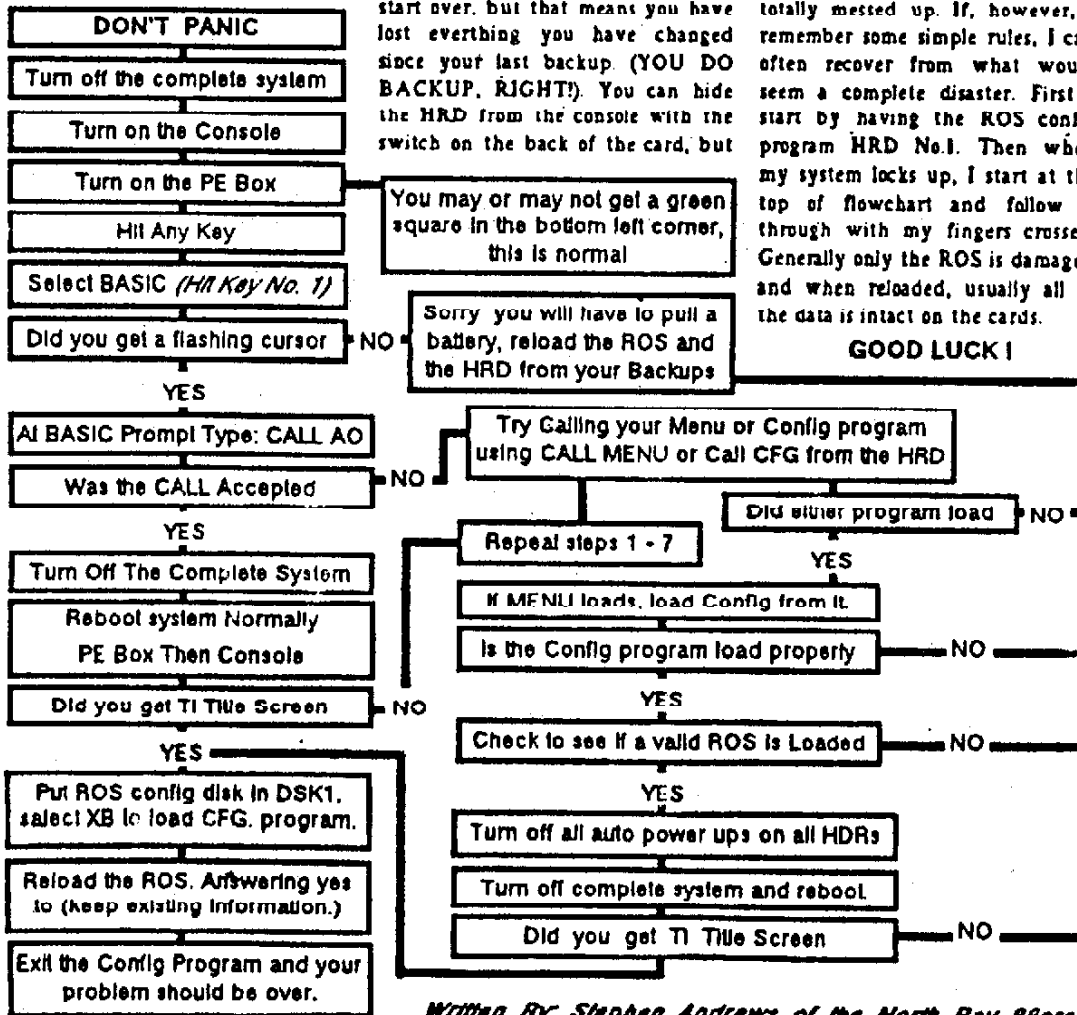 DON'T PANIC
Turn off the complete system
Turn on the Console
Turn on the PE Box
Hit Any Key
Select BASIC (Hit Key No. 1)
Did you get a flashing cursor
NO
YES
start over. but that means you have
lost everthing you have changed
since your last backup. (YOU DO
BACKUP, RIGHT!). You can hide
the HRD from the console with the
switch on the back of the card, but
totally messed up. If, however,
remember some simple rules, I ca
often recover from what wou
seem a complete disaster. First
start by having the ROS conf
program HRD No.1. Then whe
my system locks up, I start at th
top of flowchart and follow
through with my fingers crosse
Generally only the ROS is damage
and when reloaded, usually all
the data is intact on the cards.
GOOD LUCK !
You may or may not get a green
square in the bottom left corner,
this is normal
Sorry you will have to pull a
battery, reload the ROS and
the HRD from your Backups
At BASIC Prompt Type: CALL AO
Was the CALL Accepted
NO
YES
Turn Off The Complete System
Reboot system Normally
PE Box Then Console
Did you get TI Title Screen
NO
YES
Put ROS config disk in DSK1,
select XB to load CFG. program.
Reload the ROS. Answering yes
to (keep existing information.)
Exit the Config Program and your
problem should be over.
Try Calling your Menu or Config program
using CALL MENU or Call CFG from the HRD
Repeat steps 1 - 7
Did either program load
NO
YES
If MENU loads, load Config from it.
Is the Config program load properly
NO
YES
Check to see if a valid ROS is Loaded
NO
YES
Turn off all auto power ups on all HDRs
Turn off complete system and reboot.
Did you get TI Title Screen
NO
Written By: Stephen Andrews of the North Bay